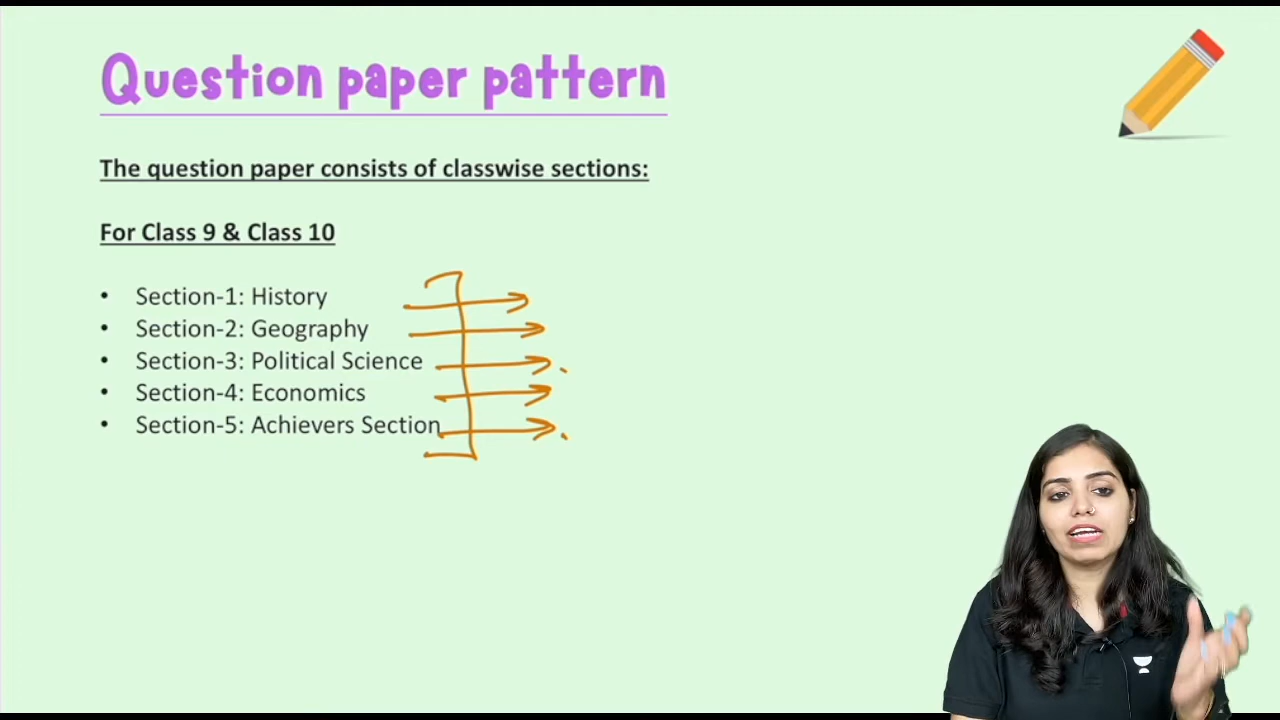 Question paper pattern
The question paper consists of classwise sections:
For Class 9 & Class 10
• Section-1: History
• Section-2: Geography
• Section-3: Political Science
• Section-4: Economics
• Section-5: Achievers Section